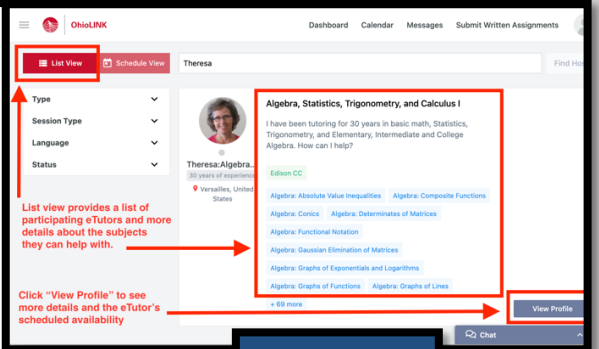 OhioLINK
Dashboard Calendar Messages Submit Written Assignments
List View
Schedule View
Theresa
Find Hos
Type
Session Type
Language
Status
Theresa:Algebra...
30 years of experience
Versailles, United
States
Algebra, Statistics, Trigonometry, and Calculus I
I have been tutoring for 30 years in basic math, Statistics,
Trigonometry, and Elementary, Intermediate and College
Algebra. How can I help?
Edison CC
Algebra: Absolute Value Inequalities Algebra: Composite Functions
Algebra: Conics Algebra: Determinates of Matrices
Algebra: Functional Notation
Algebra: Gaussian Elimination of Matrices
Algebra: Graphs of Exponentials and Logarithms
Algebra: Graphs of Functions Algebra: Graphs of Lines
+ 69 more
View Profile
Chat
List view provides a list of
participating eTutors and more
details about the subjects
they can help with.
Click “View Profile” to see
more details and the eTutor’s
scheduled availability